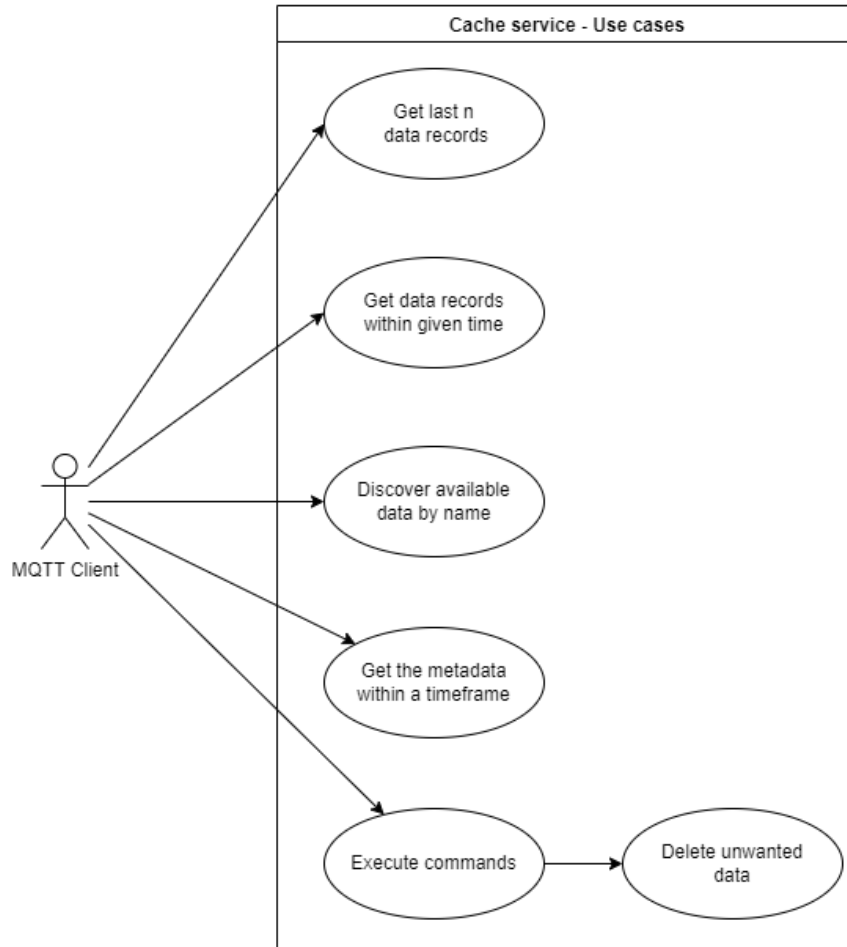 Cache service - Use cases
Get last n
data records
Get data records
within given time
Discover available
data by name
MQTT Client
Get the metadata
within a timeframe
Execute commands
Delete unwanted
data